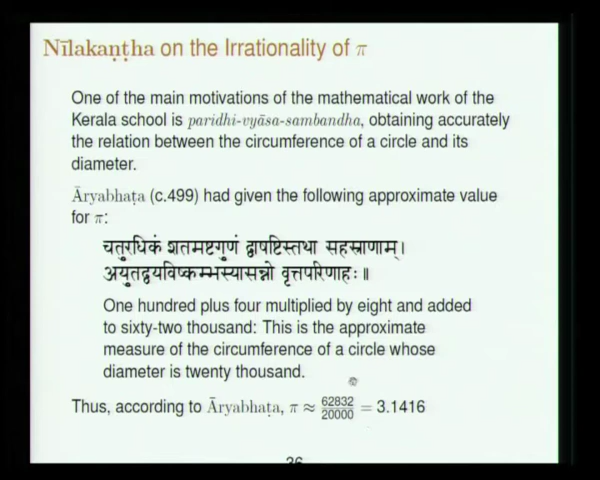 Nīlakaṇṭha on the Irrationality of π
One of the main motivations of the mathematical work of the
Kerala school is paridhi-vyāsa-sambandha, obtaining accurately
the relation between the circumference of a circle and its
diameter.
Āryabhaṭa (c.499) had given the following approximate value
for π:
चतुरधिकं शतमष्टगुणं द्वाषष्टिस्तथा सहस्राणाम्।
अयुतद्वयविष्कम्भस्यासन्नो वृत्तपरिणाहः॥
One hundred plus four multiplied by eight and added
to sixty-two thousand: This is the approximate
measure of the circumference of a circle whose
diameter is twenty thousand.
Thus, according to Āryabhaṭa, π ≈ 62832/20000 = 3.1416